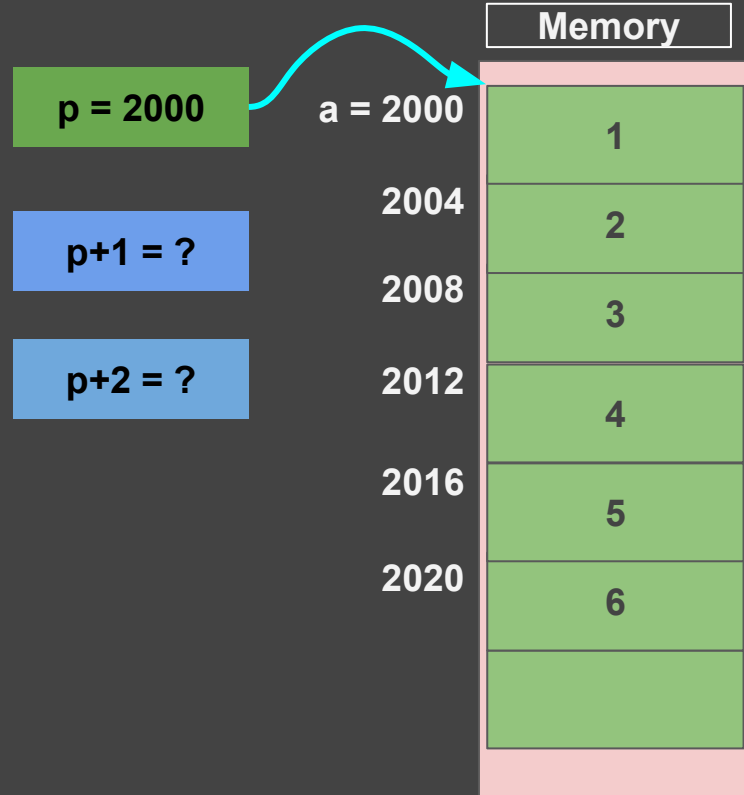 Memory
p = 2000
a = 2000
1
2004
2
p+1 = ?
2008
3
p+2 = ?
2012
4
2016
5
2020
6